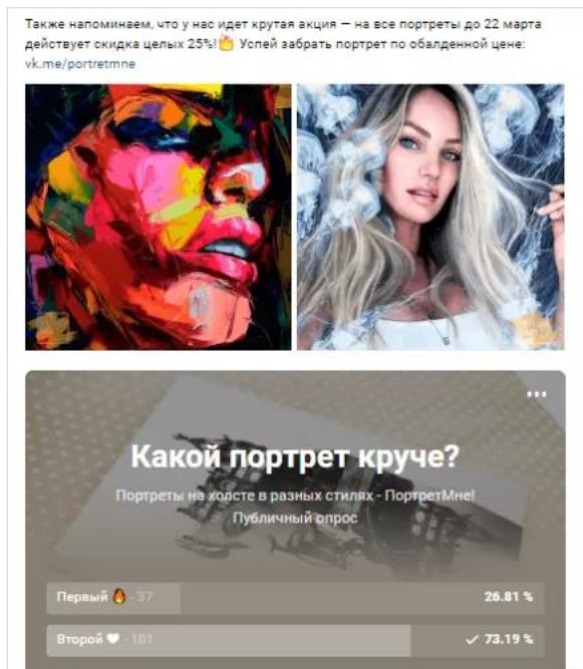 Также напоминаем, что у нас идет крутая акция — на все портреты до 22 марта
действует скидка целых 25%!👏 Успей забрать портрет по обалденной цене:
vk.me/portretmne
Какой портрет круче?
Портреты на холсте в разных стилях - ПортретМне!
Публичный опрос
Первый 🔥 · 37 26.81 %
Второй ❤ · 101 ✓ 73.19 %